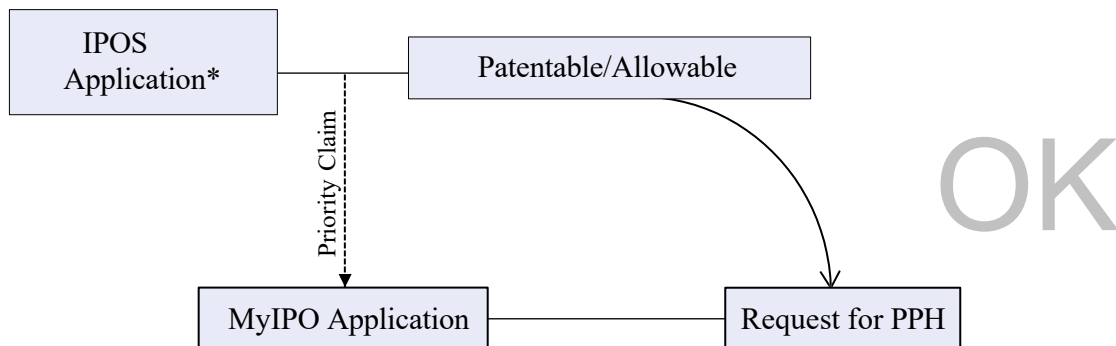 IPOS
Application*
Patentable/Allowable
Priority Claim
OK
MyIPO Application
Request for PPH